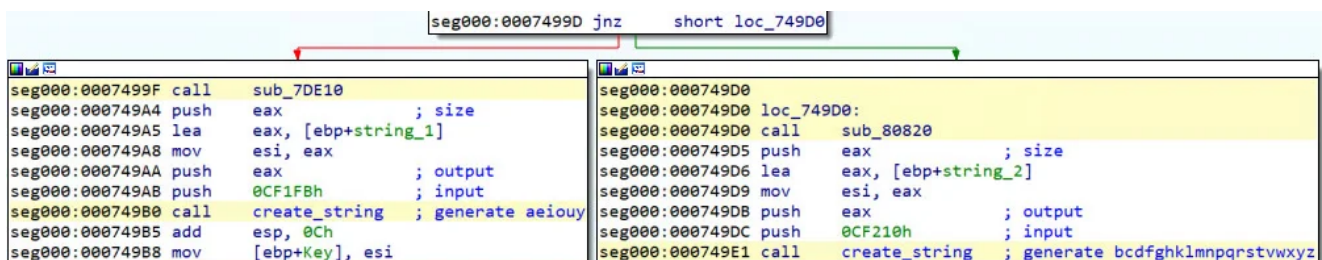 seg000:0007499D jnz short loc_749D0
seg000:0007499F call sub_7DE10
seg000:000749A4 push eax ; size
seg000:000749A5 lea eax, [ebp+string_1]
seg000:000749A8 mov esi, eax
seg000:000749AA push eax ; output
seg000:000749AB push 0CF1FBh ; input
seg000:000749B0 call create_string ; generate aeiouy
seg000:000749B5 add esp, 0Ch
seg000:000749B8 mov [ebp+Key], esi
seg000:000749D0
seg000:000749D0 loc_749D0:
seg000:000749D0 call sub_80820
seg000:000749D5 push eax ; size
seg000:000749D6 lea eax, [ebp+string_2]
seg000:000749D9 mov esi, eax
seg000:000749DB push eax ; output
seg000:000749DC push 0CF210h ; input
seg000:000749E1 call create_string ; generate bcdfghklmnpqrstvwxyz